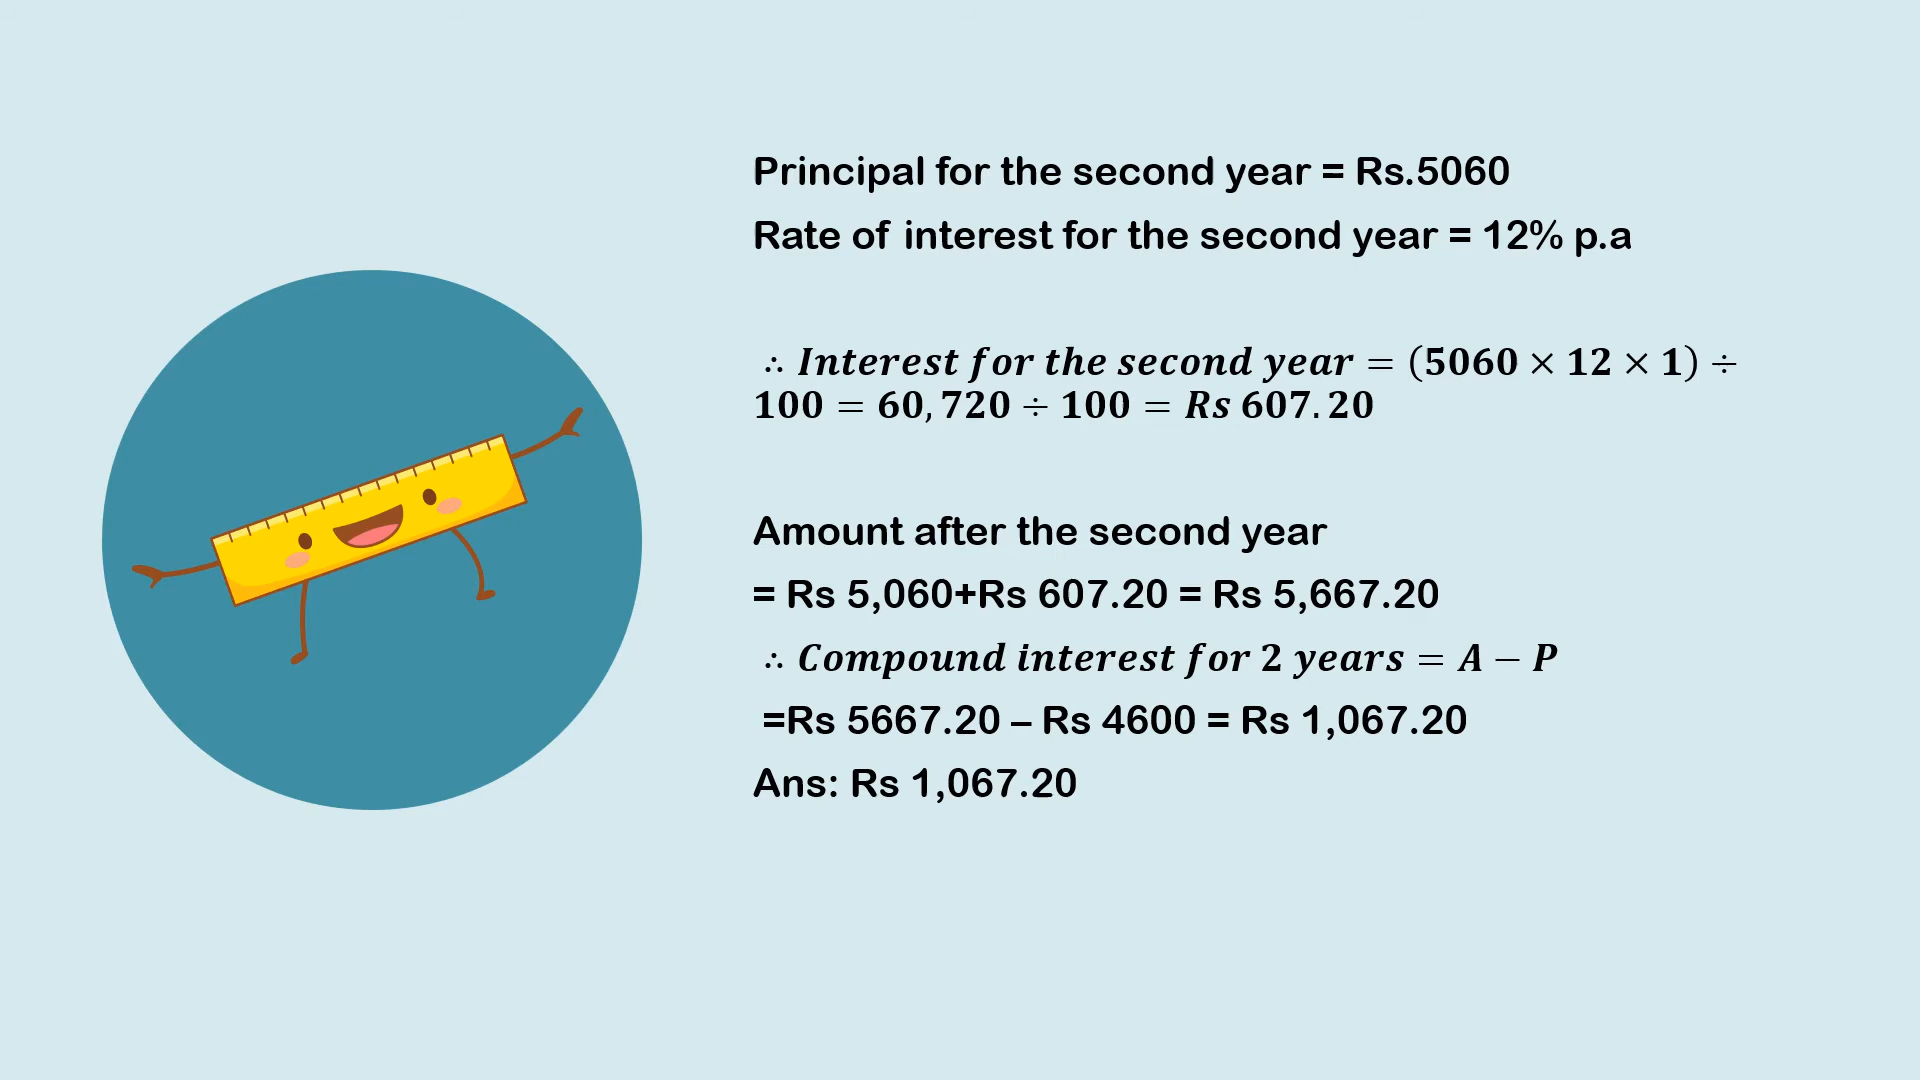 Principal for the second year = Rs.5060
Rate of interest for the second year = 12% p.a
∴ Interest for the second year = (5060 × 12 × 1) ÷
100 = 60,720 ÷ 100 = Rs 607.20
Amount after the second year
= Rs 5,060+Rs 607.20 = Rs 5,667.20
∴ Compound interest for 2 years = A − P
=Rs 5667.20 – Rs 4600 = Rs 1,067.20
Ans: Rs 1,067.20